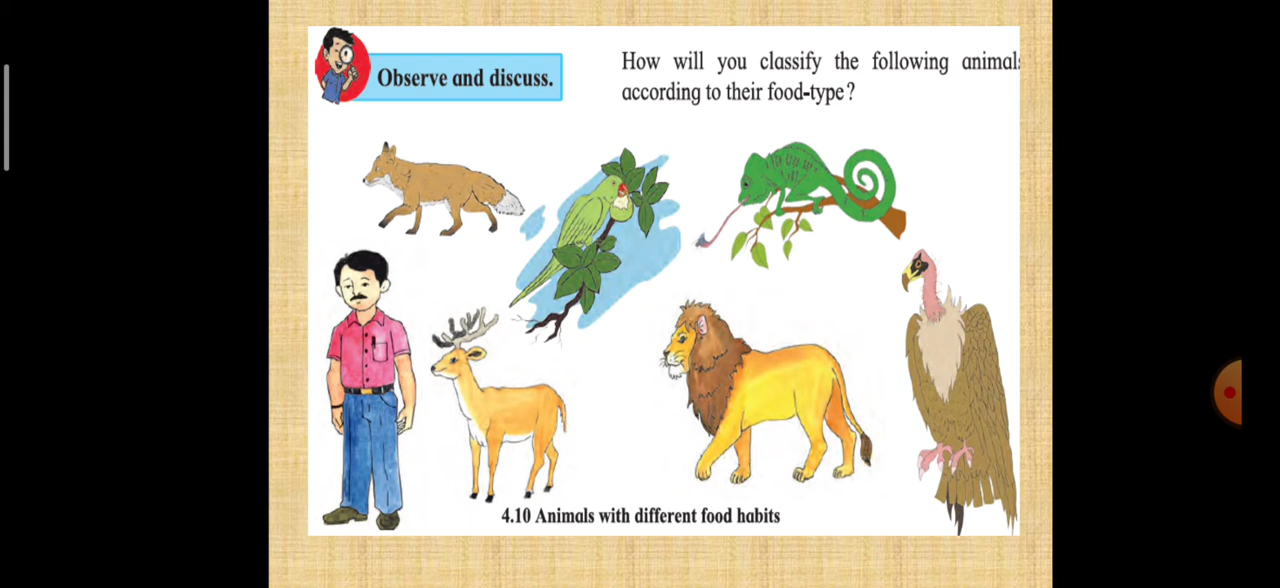 Observe and discuss.
How will you classify the following animals
according to their food-type?
4.10 Animals with different food habits